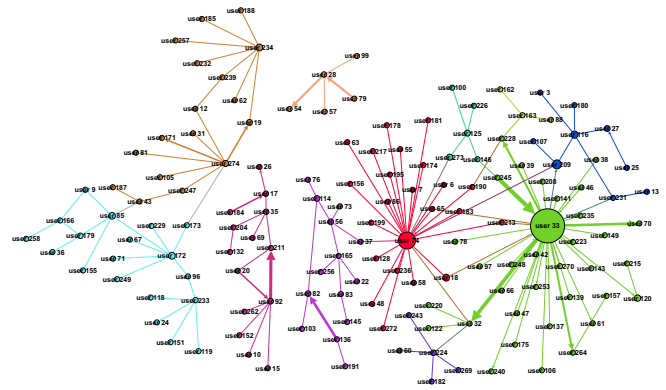 user 188
user 185
user 257
user 234
user 232
user 239
user 62
user 12
user 19
user 31
user 171
user 81
user 274
user 105
user 187
user 247
user 43
user 9
user 85
user 166
user 229
user 173
user 258
user 179
user 67
user 36
user 71
user 172
user 155
user 249
user 96
user 118
user 233
user 24
user 151
user 119
user 99
user 28
user 54
user 57
user 79
user 26
user 17
user 184
user 35
user 204
user 69
user 132
user 211
user 20
user 92
user 262
user 152
user 10
user 15
user 76
user 114
user 73
user 56
user 37
user 165
user 256
user 22
user 82
user 83
user 103
user 145
user 136
user 191
user 178
user 181
user 63
user 217
user 55
user 174
user 195
user 156
user 7
user 6
user 190
user 86
user 65
user 183
user 199
user 213
user 128
user 236
user 18
user 58
user 48
user 272
user 78
user 97
user 100
user 226
user 125
user 273
user 146
user 162
user 163
user 88
user 228
user 39
user 245
user 208
user 3
user 180
user 116
user 27
user 107
user 209
user 25
user 13
user 231
user 38
user 46
user 141
user 235
user 33
user 70
user 149
user 223
user 42
user 248
user 270
user 143
user 215
user 66
user 253
user 139
user 157
user 120
user 47
user 61
user 137
user 175
user 264
user 106
user 240
user 220
user 243
user 122
user 32
user 60
user 224
user 269
user 182